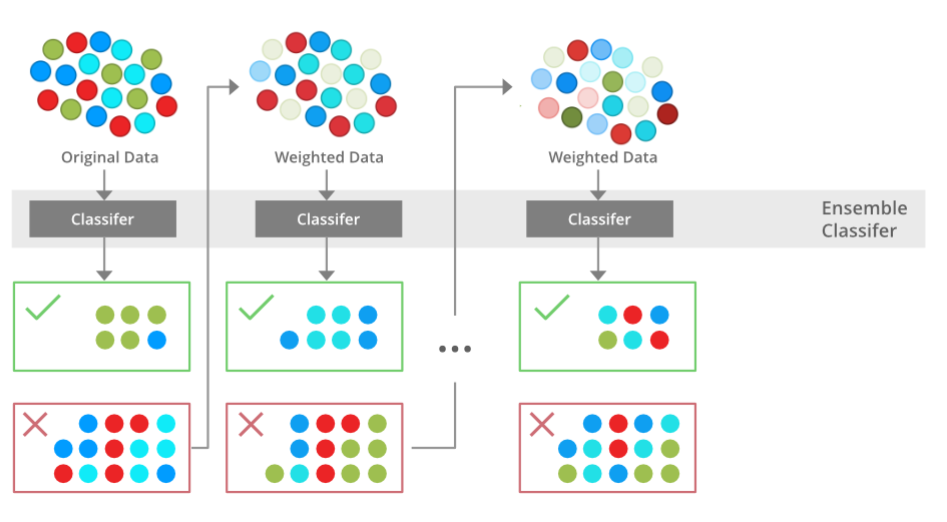 Original Data
Weighted Data
Weighted Data
Classifer
Classifer
Classifer
Ensemble
Classifer
...